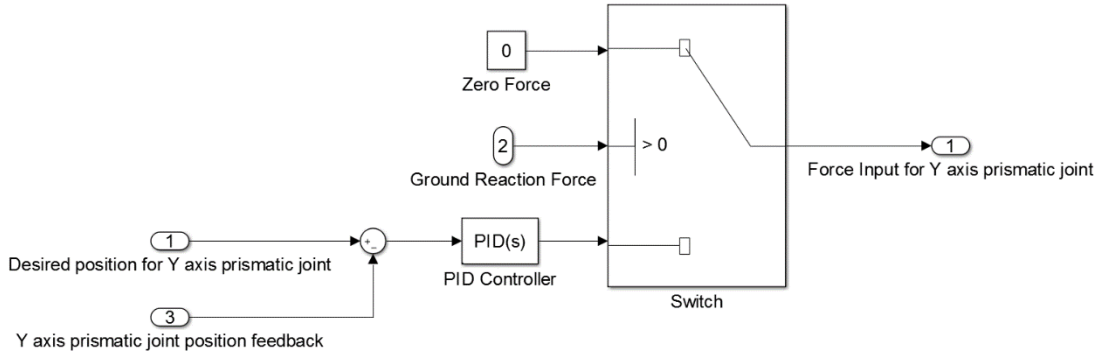 0
Zero Force
2
Ground Reaction Force
> 0
1
Force Input for Y axis prismatic joint
1
Desired position for Y axis prismatic joint
+
−
PID(s)
PID Controller
Switch
3
Y axis prismatic joint position feedback